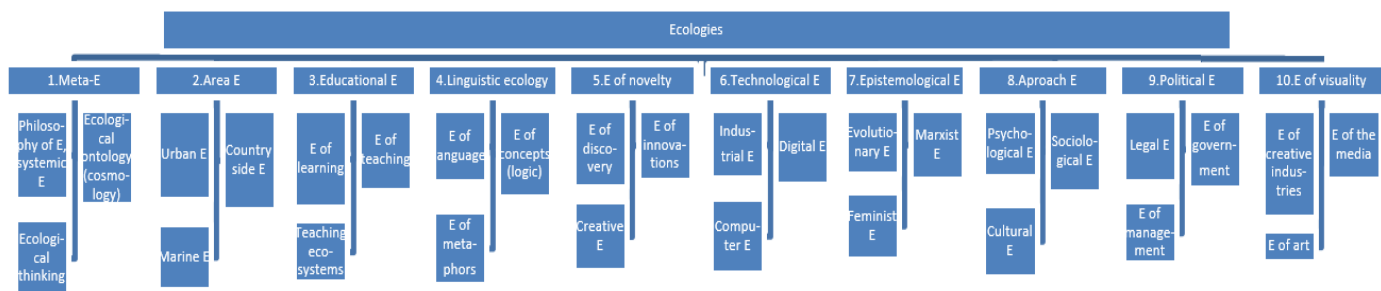 Ecologies
1.Meta-E
2.Area E
3.Educational E
4.Linguistic ecology
5.E of novelty
6.Technological E
7.Epistemological E
8.Aproach E
9.Political E
10.E of visuality
Philoso-
phy of E,
systemic
E
Ecologi-
cal
ontology
(cosmo-
logy)
Ecologi-
cal
thinking
Urban E
Country
side E
Marine E
E of
learning
E of
teaching
Teaching
eco-
systems
E of
language
E of
concepts
(logic)
E of
meta-
phors
E of
disco-
very
E of
innova-
tions
Creative
E
Indus-
trial E
Digital E
Compu-
ter E
Evolutio-
nary E
Marxist
E
Feminist
E
Psycho-
logical E
Sociolo-
gical E
Cultural
E
Legal E
E of
govern-
ment
E of
manage-
ment
E of
creative
indus-
tries
E of the
media
E of art